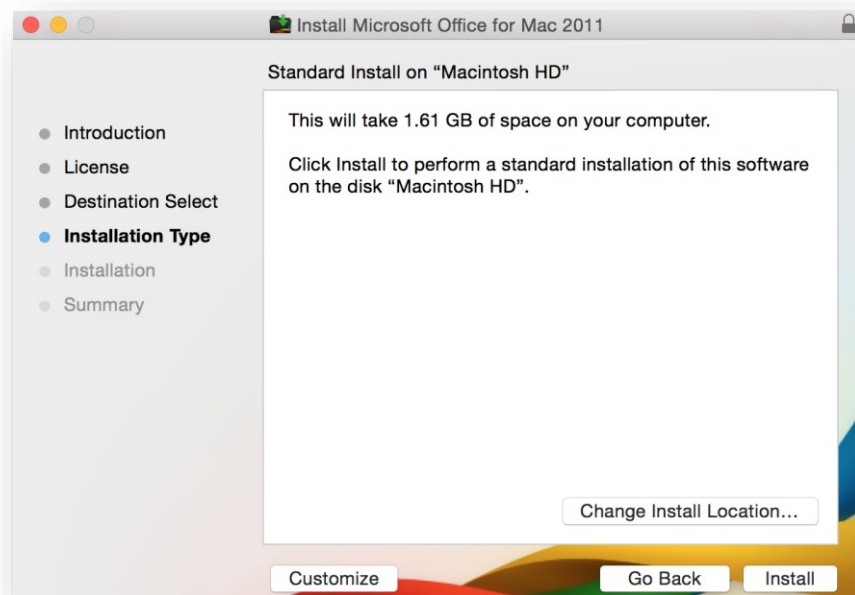 Install Microsoft Office for Mac 2011
Standard Install on “Macintosh HD”
Introduction
License
Destination Select
Installation Type
Installation
Summary
This will take 1.61 GB of space on your computer.
Click Install to perform a standard installation of this software
on the disk “Macintosh HD”.
Change Install Location...
Customize
Go Back
Install